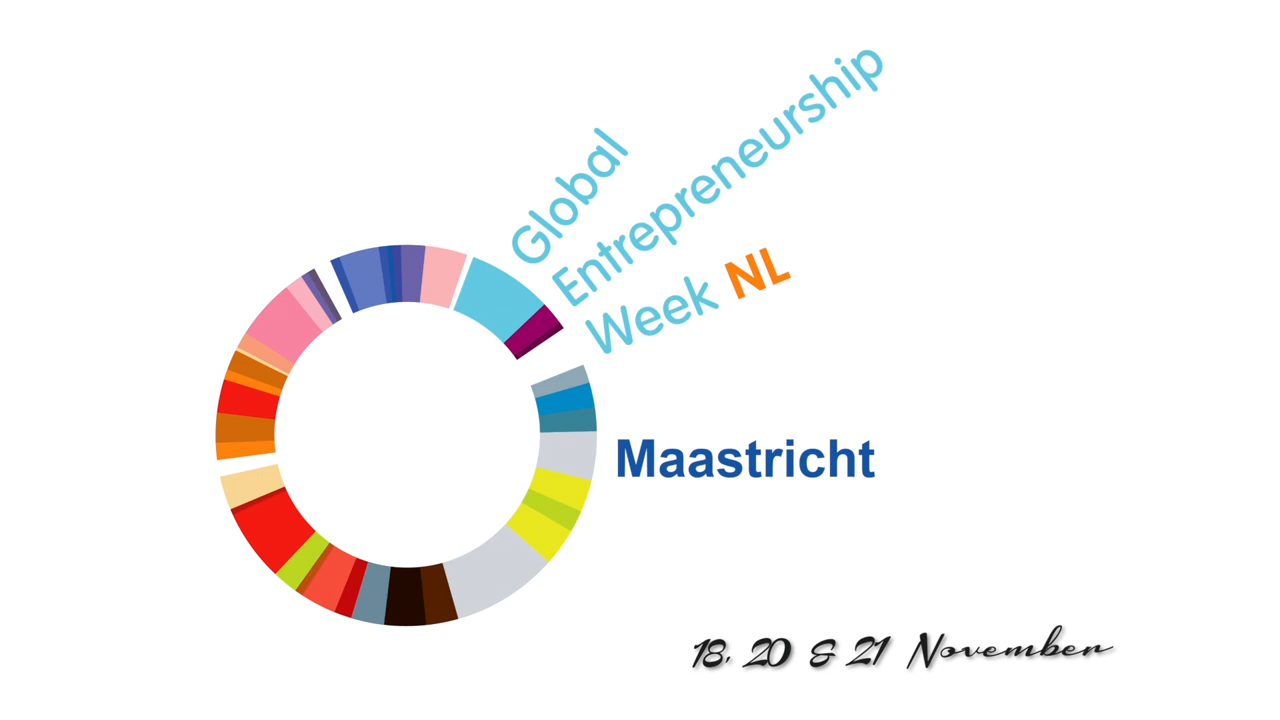 Global
Entrepreneurship
Week NL
Maastricht
18, 20 & 21 November